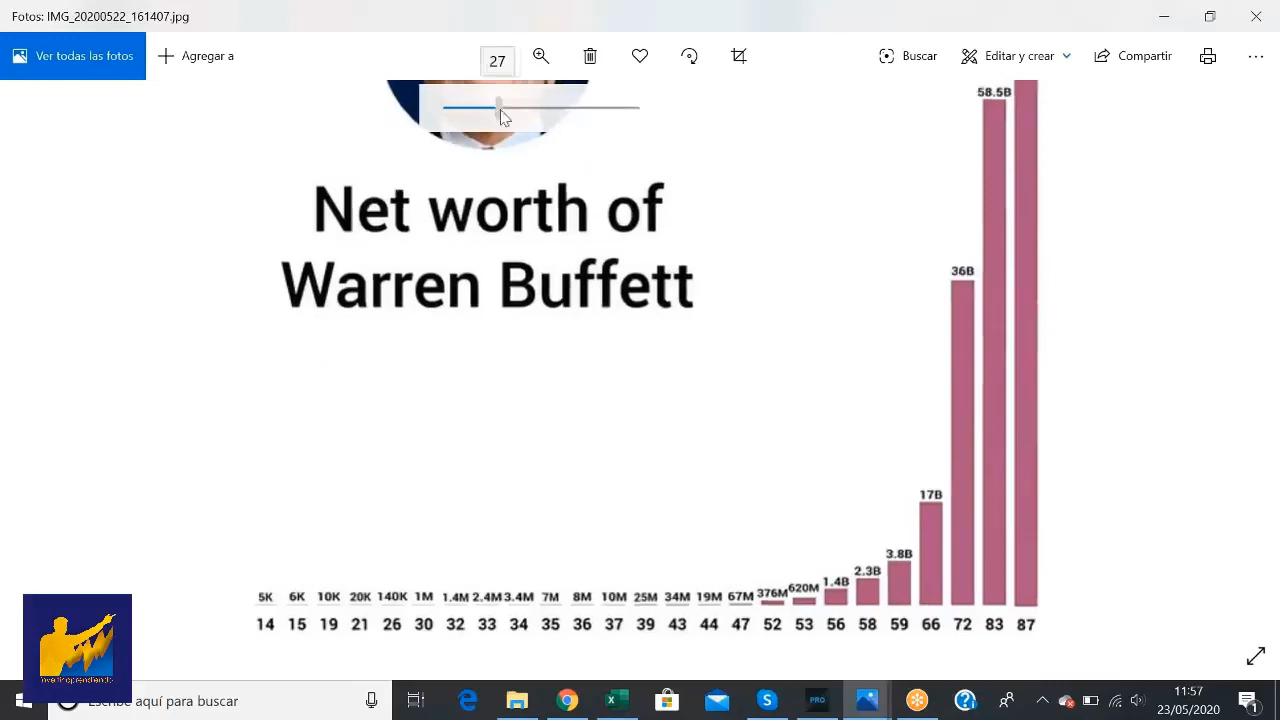 Fotos: IMG_20200522_161407.jpg
Ver todas las fotos
Agregar a
27
Buscar
Editar y crear
Compartir
58.5B
Net worth of
Warren Buffett
36B
17B
3.8B
2.3B
5K 6K 10K 20K 140K 1M 1.4M 2.4M 3.4M 7M 8M 10M 25M 34M 19M 67M 376M 620M 1.4B
14 15 19 21 26 30 32 33 34 35 36 37 39 43 44 47 52 53 56 58 59 66 72 83 87
invertiraprendiendo
Escribe aquí para buscar
PRO
11:57
23/05/2020
1